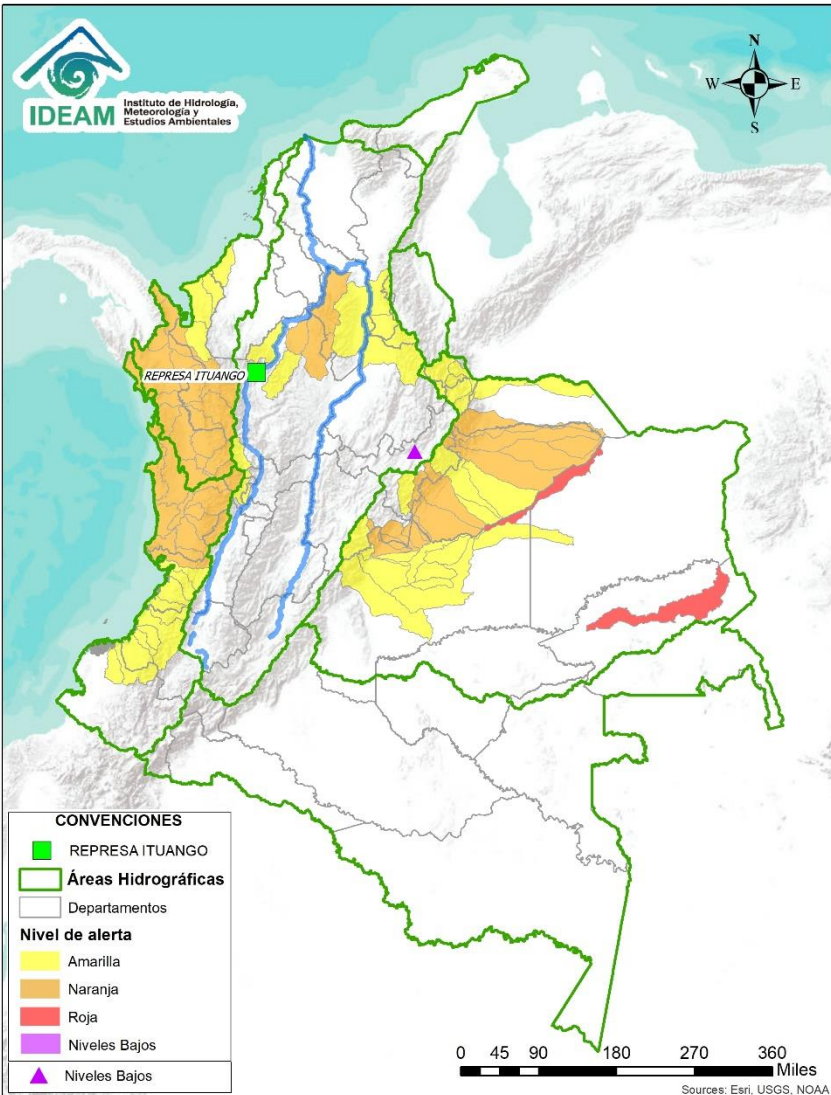 IDEAM
Instituto de Hidrología,
Meteorología y
Estudios Ambientales
N
W
E
S
REPRESA ITUANGO
CONVENCIONES
REPRESA ITUANGO
Áreas Hidrográficas
Departamentos
Nivel de alerta
Amarilla
Naranja
Roja
Niveles Bajos
Niveles Bajos
0 45 90 180 270 360
Miles
Sources: Esri, USGS, NOAA